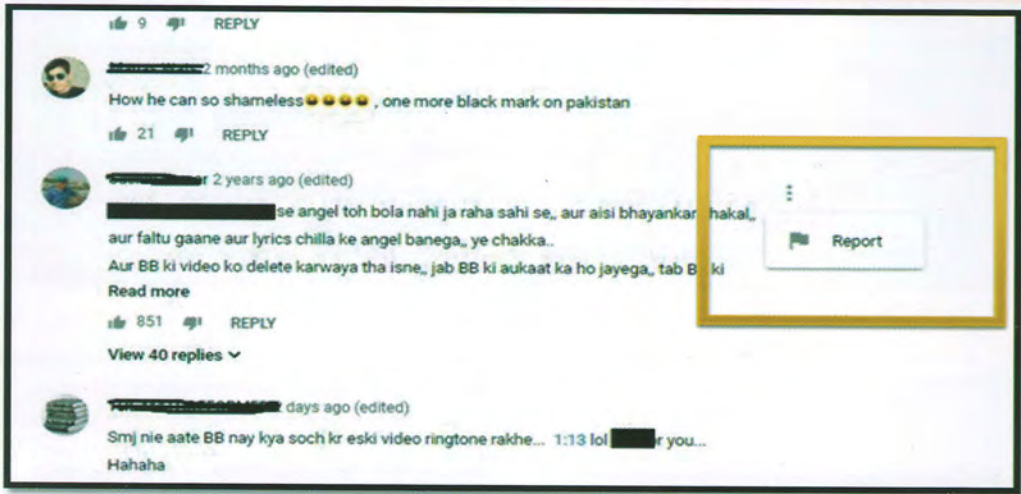 9 REPLY
2 months ago (edited)
How he can so shameless😀😀😀😀 , one more black mark on pakistan
21 REPLY
r 2 years ago (edited)
se angel toh bola nahi ja raha sahi se,, aur aisi bhayankar hakal,,
aur faltu gaane aur lyrics chilla ke angel banega,, ye chakka..
Report
Aur BB ki video ko delete karwaya tha isne,, jab BB ki aukaat ka ho jayega,, tab B ki
Read more
851 REPLY
View 40 replies
days ago (edited)
Smj nie aate BB nay kya soch kr eski video ringtone rakhe... 1:13 lol r you...
Hahaha